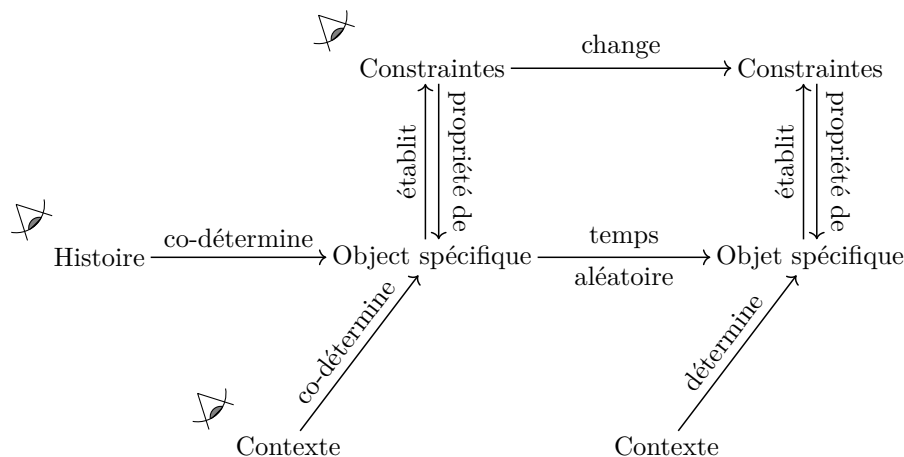 change
Constraintes
Constraintes
établit
propriété de
établit
propriété de
co-détermine
temps
Histoire
Object spécifique
Objet spécifique
aléatoire
co-détermine
détermine
Contexte
Contexte